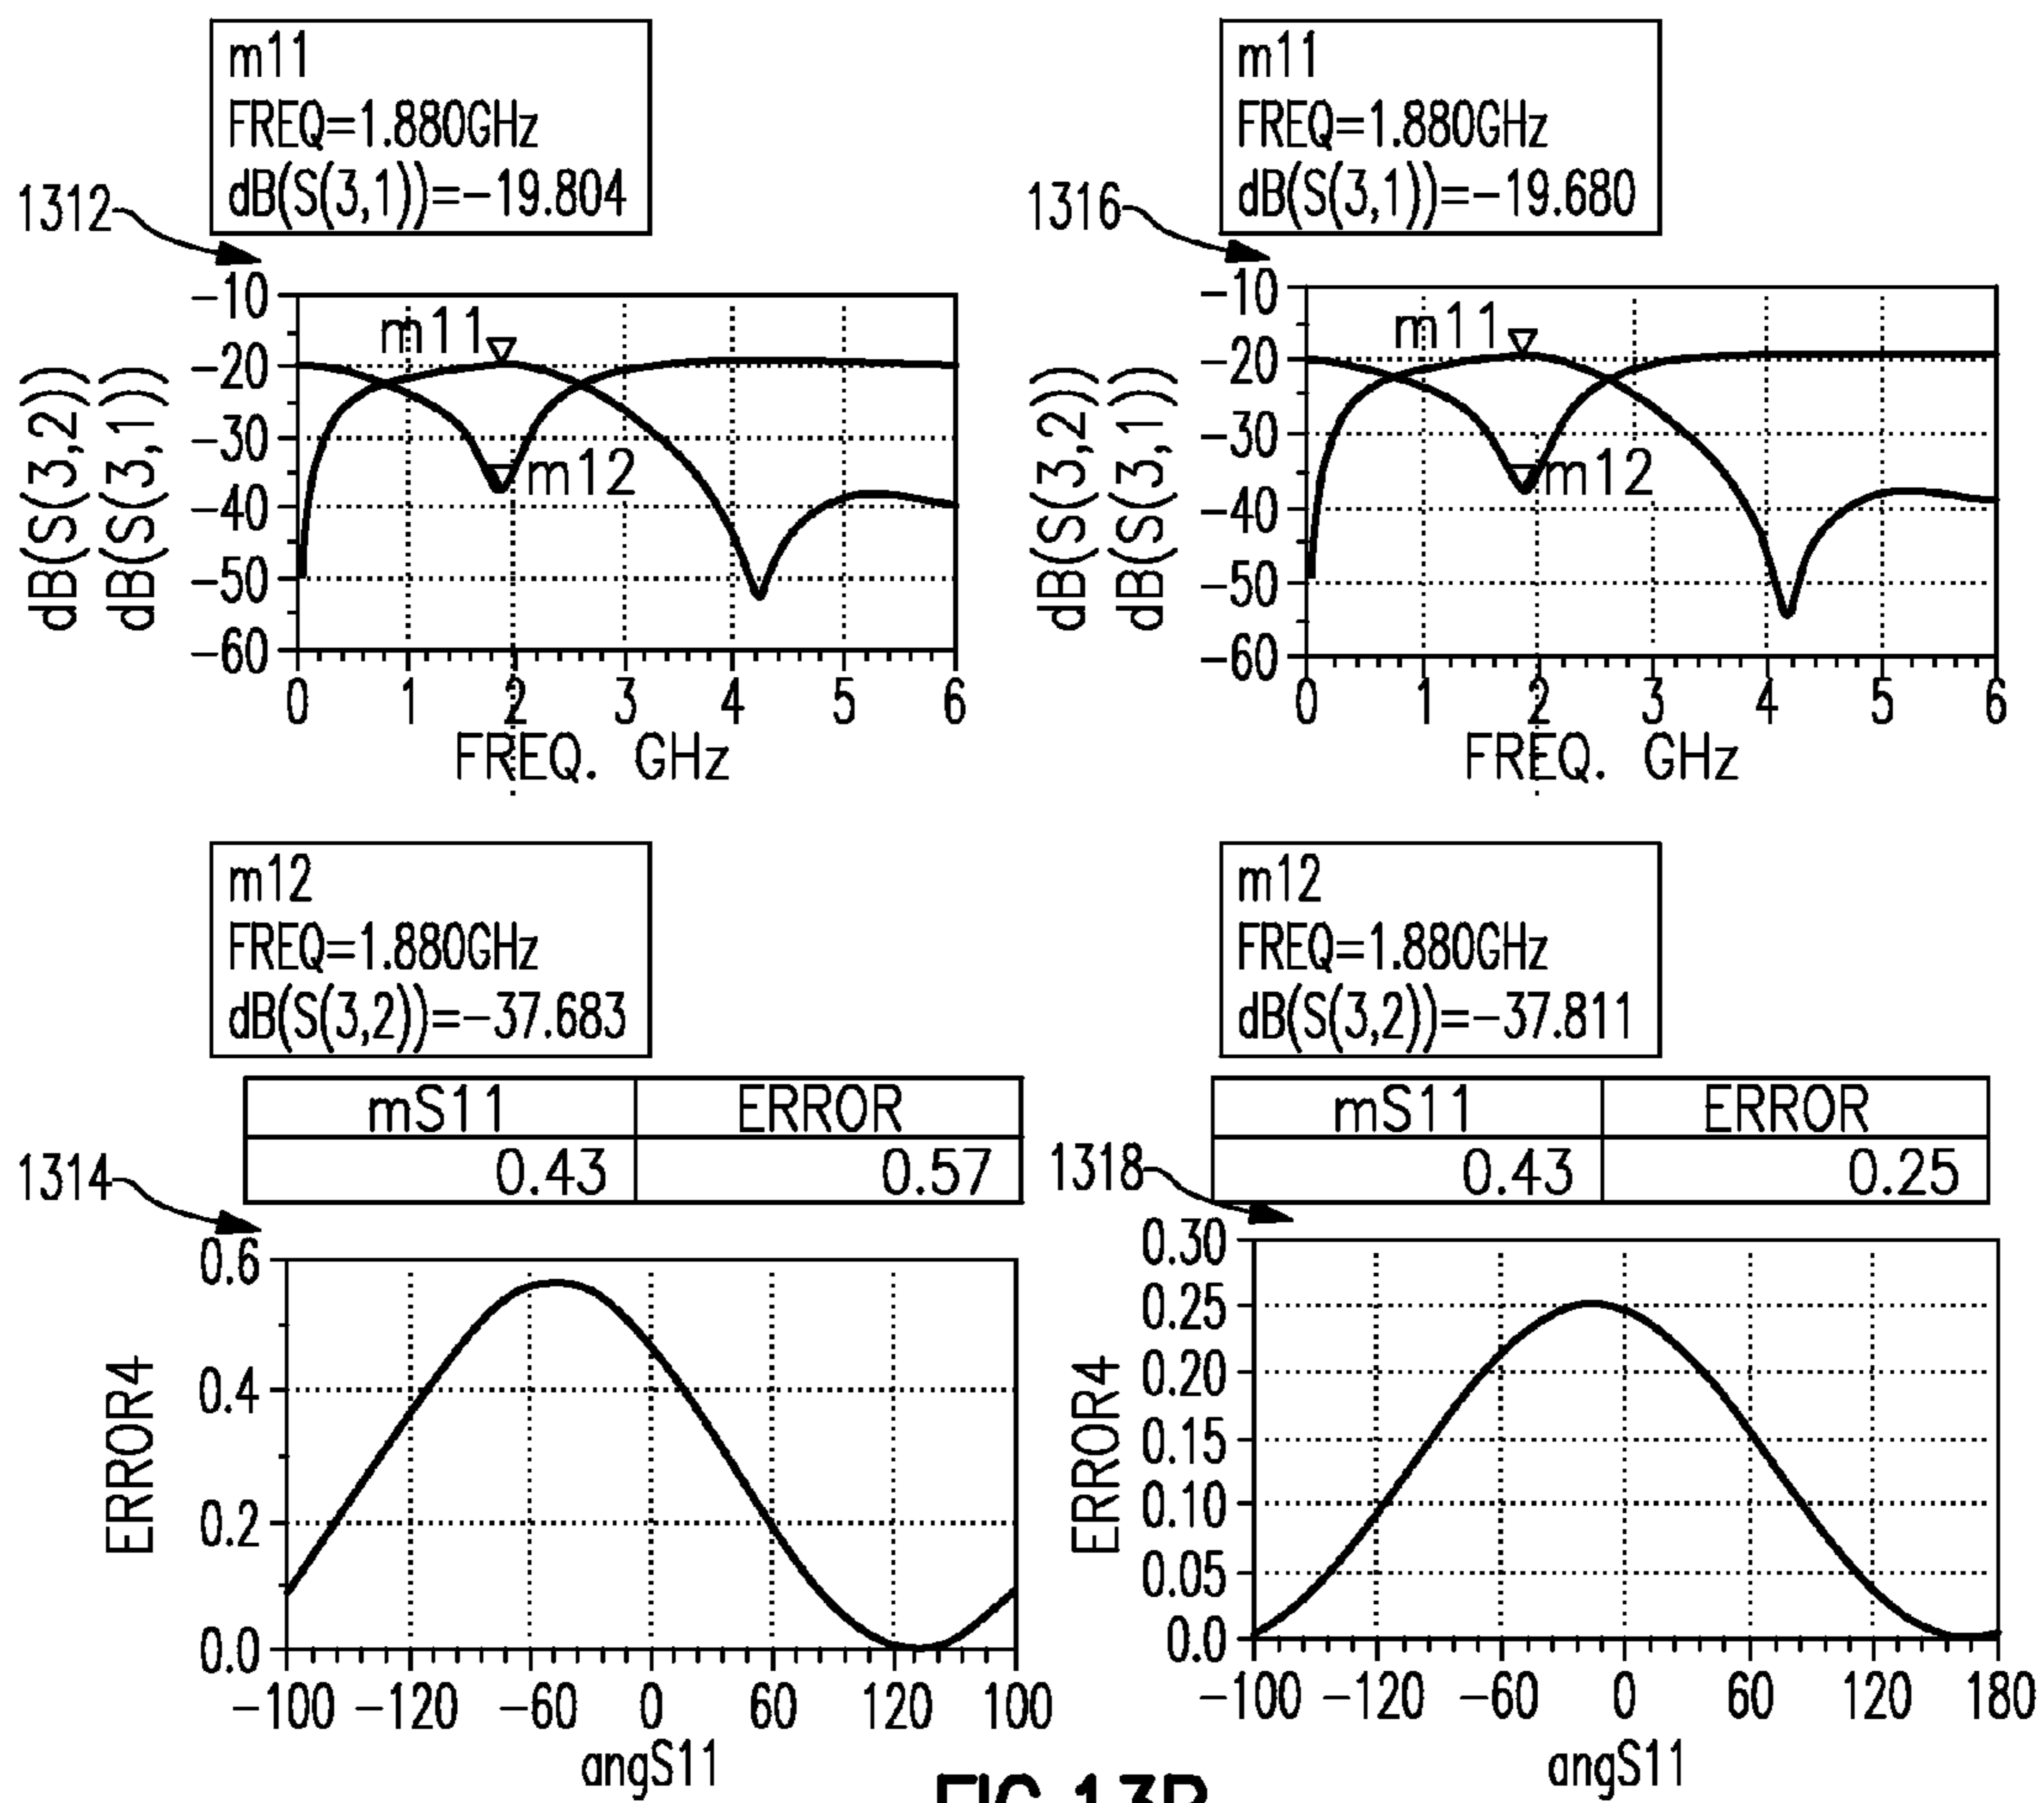 m11
FREQ=1.880GHz
dB(S(3,1))=-19.804
1312
-10
-20
-30
-40
-50
-60
dB(S(3,2))
dB(S(3,1))
m11
m12
0 1 2 3 4 5 6
FREQ. GHz
m11
FREQ=1.880GHz
dB(S(3,1))=-19.680
1316
-10
-20
-30
-40
-50
-60
dB(S(3,2))
dB(S(3,1))
m11
m12
0 1 2 3 4 5 6
FREQ. GHz
m12
FREQ=1.880GHz
dB(S(3,2))=-37.683
mS11 ERROR
0.43 0.57
1314
0.6
0.4
0.2
0.0
ERROR4
-100 -120 -60 0 60 120 100
angS11
m12
FREQ=1.880GHz
dB(S(3,2))=-37.811
mS11 ERROR
0.43 0.25
1318
0.30
0.25
0.20
0.15
0.10
0.05
0.0
ERROR4
-100 -120 -60 0 60 120 180
angS11
FIG.13B